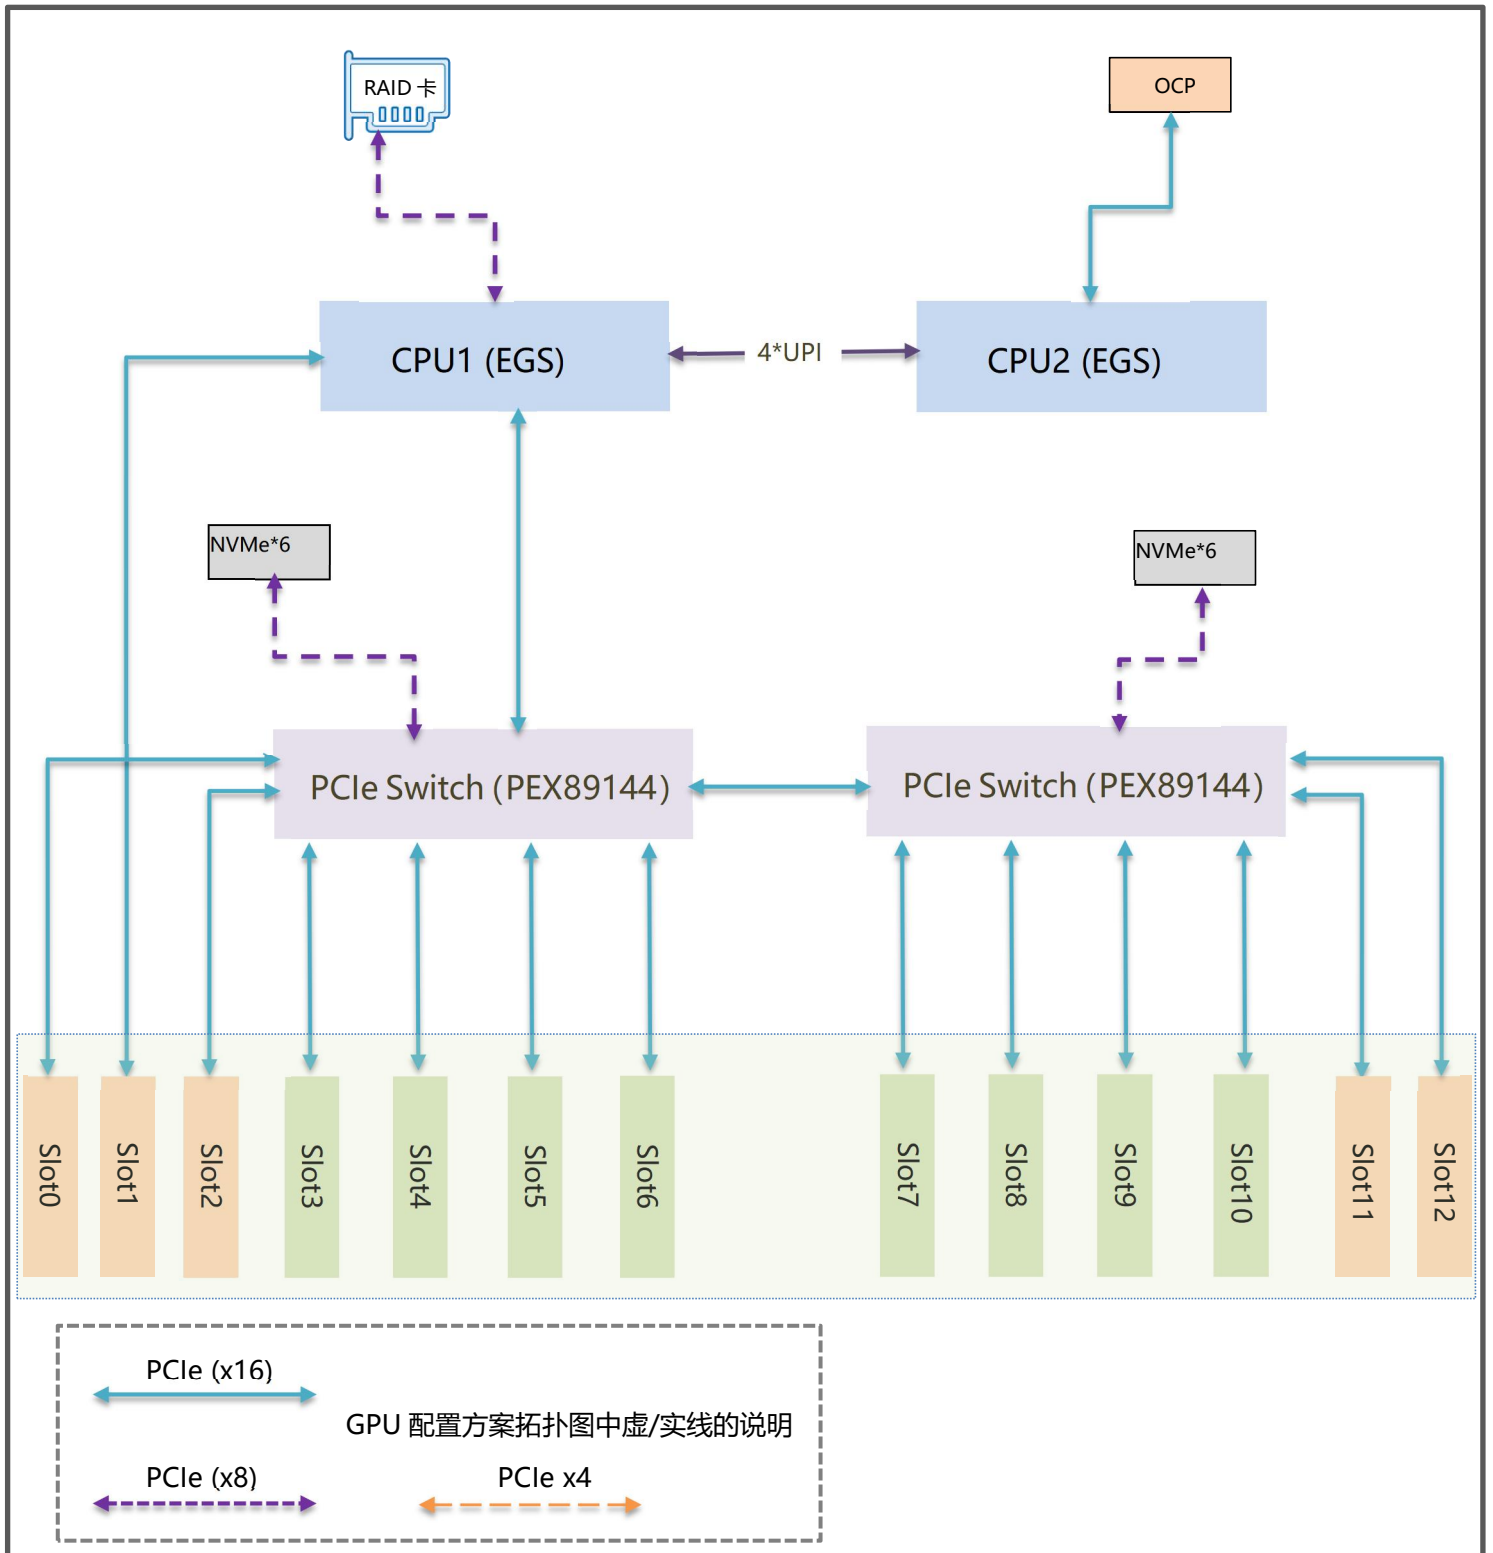 RAID 卡
OCP
CPU1 (EGS)
4*UPI
CPU2 (EGS)
NVMe*6
NVMe*6
PCIe Switch (PEX89144)
PCIe Switch (PEX89144)
Slot0
Slot1
Slot2
Slot3
Slot4
Slot5
Slot6
Slot7
Slot8
Slot9
Slot10
Slot11
Slot12
PCIe (x16)
GPU 配置方案拓扑图中虚/实线的说明
PCIe (x8)
PCIe x4